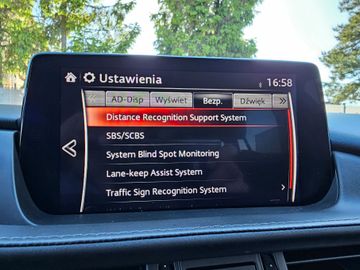 Ustawienia
16:58
AD-Disp Wyświet Bezp. Dźwięk
Distance Recognition Support System
SBS/SCBS
System Blind Spot Monitoring
Lane-keep Assist System
Traffic Sign Recognition System